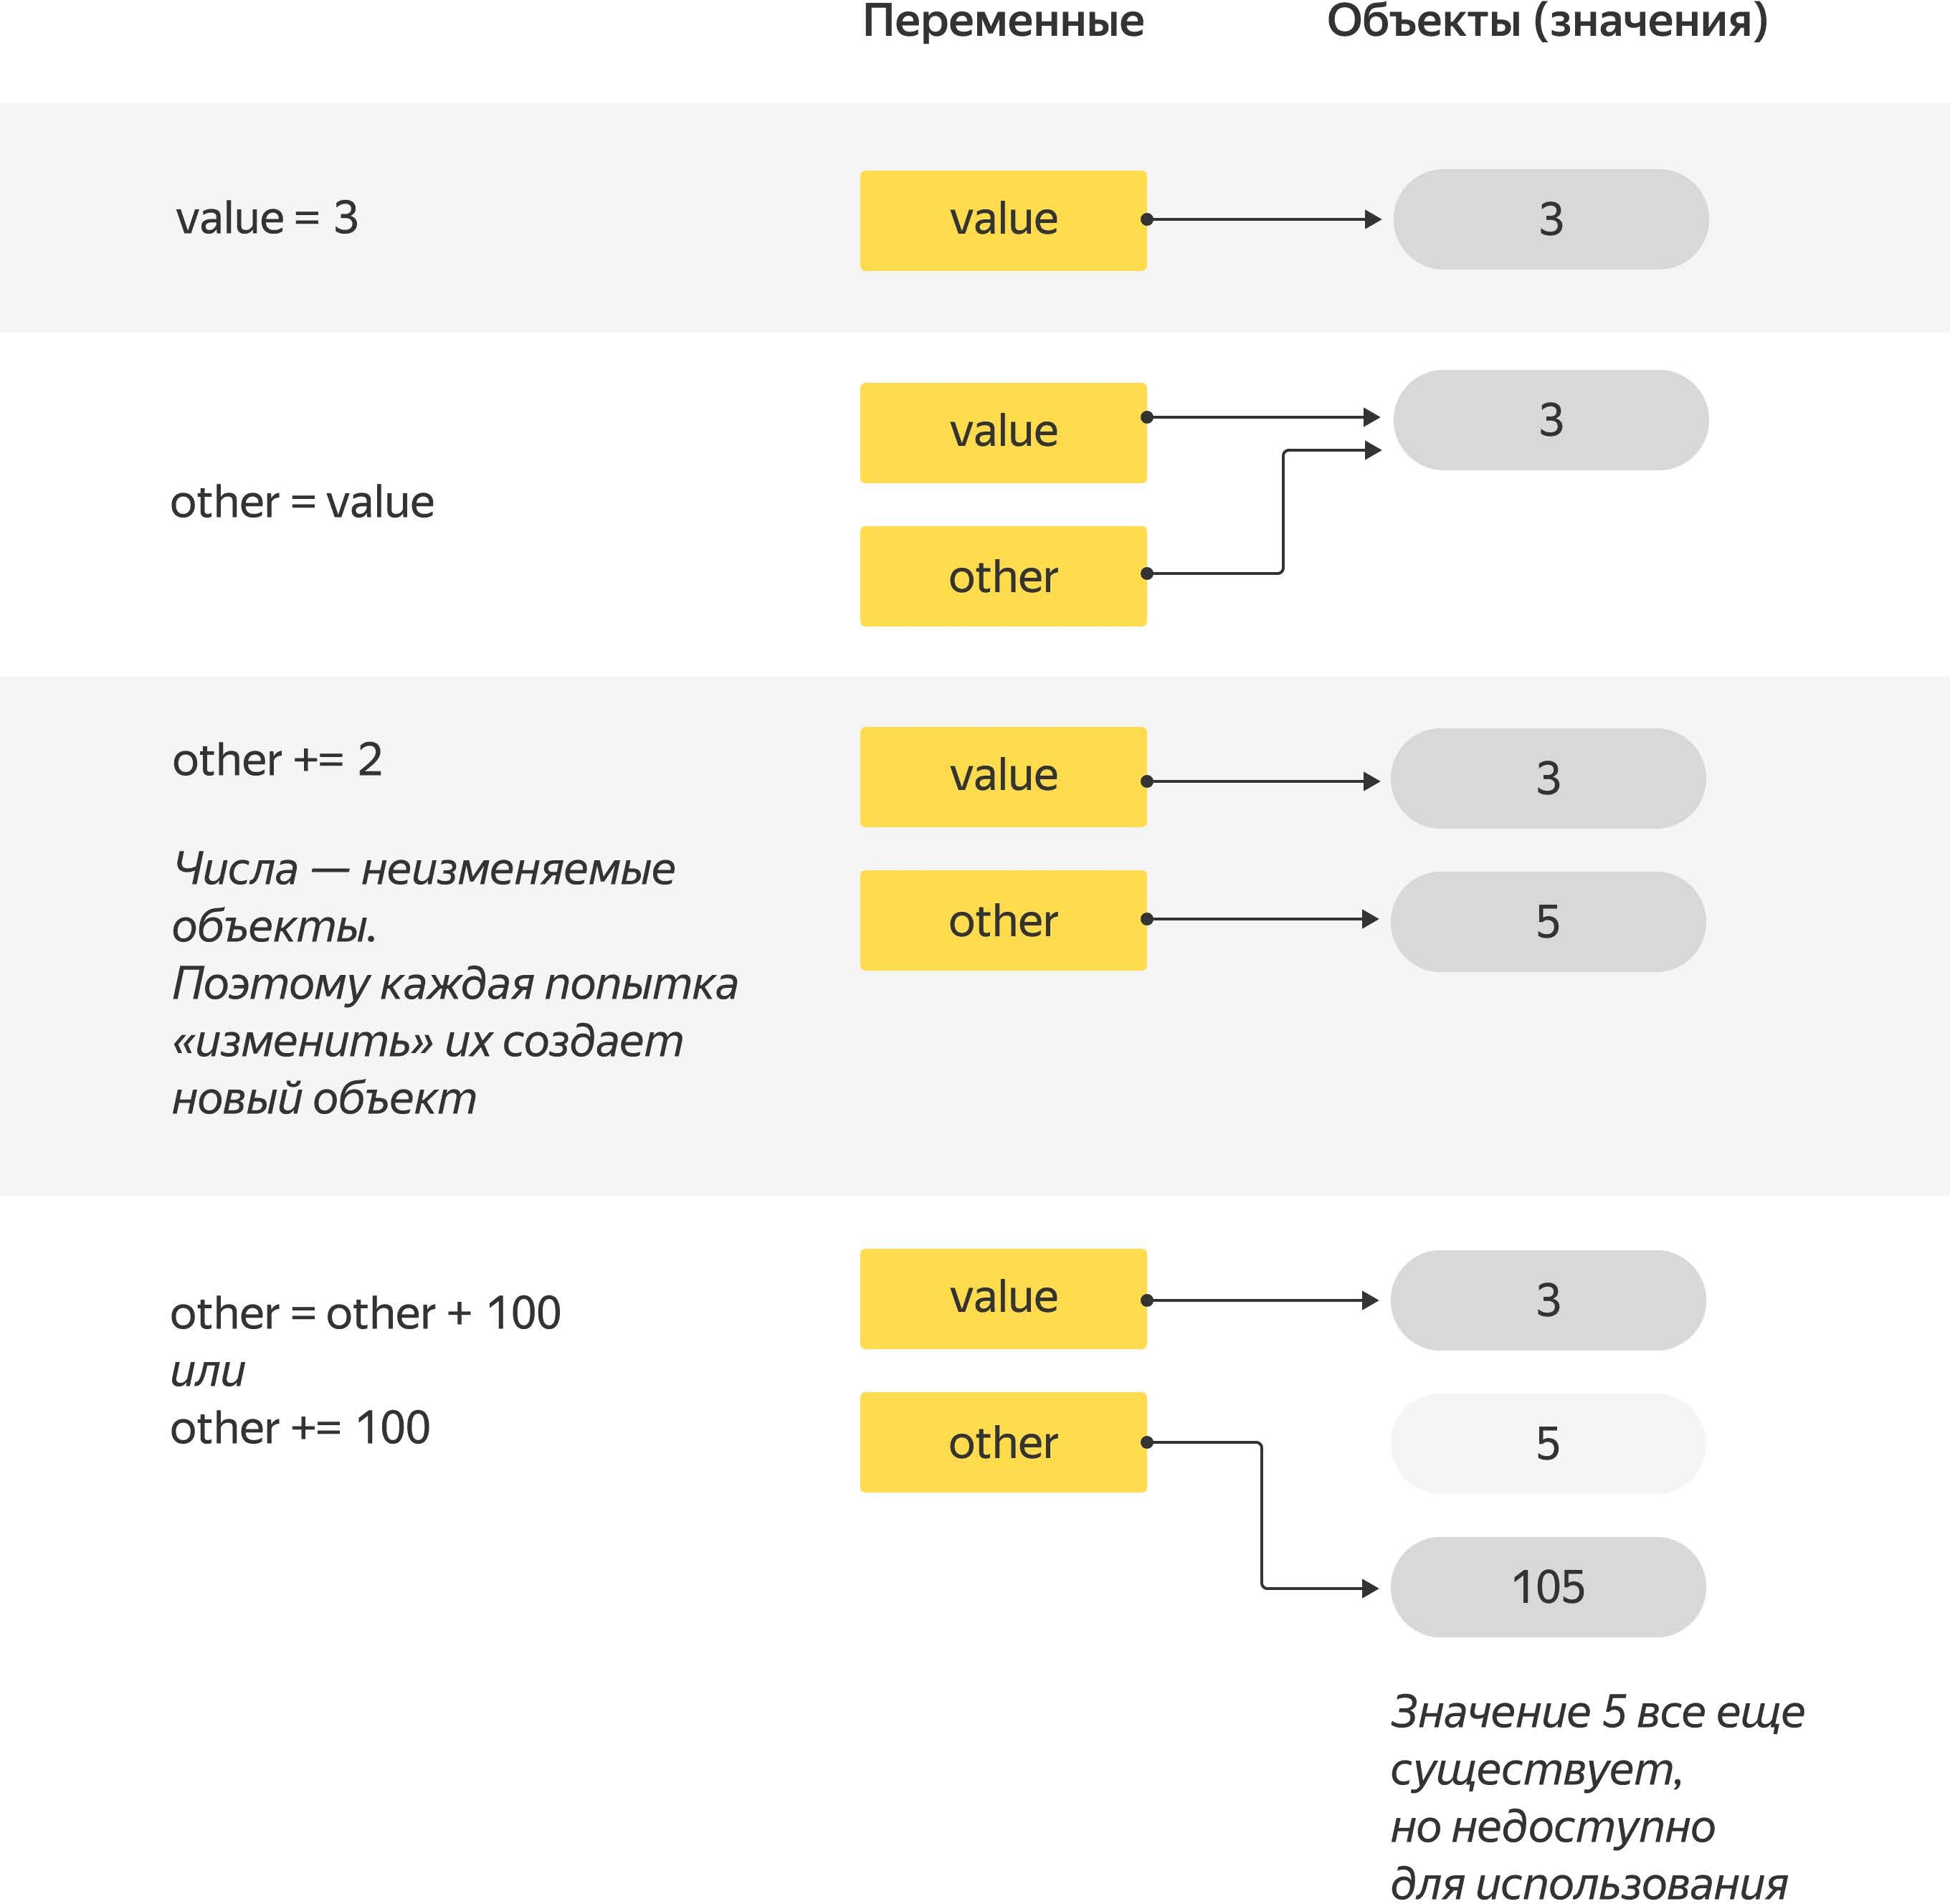 Переменные
Объекты (значения)
value = 3
value
3
other = value
value
3
other
other += 2
value
3
Числа — неизменяемые
объекты.
Поэтому каждая попытка
«изменить» их создает
новый объект
other
5
other = other + 100
или
other += 100
value
3
other
5
105
Значение 5 все еще
существует,
но недоступно
для использования